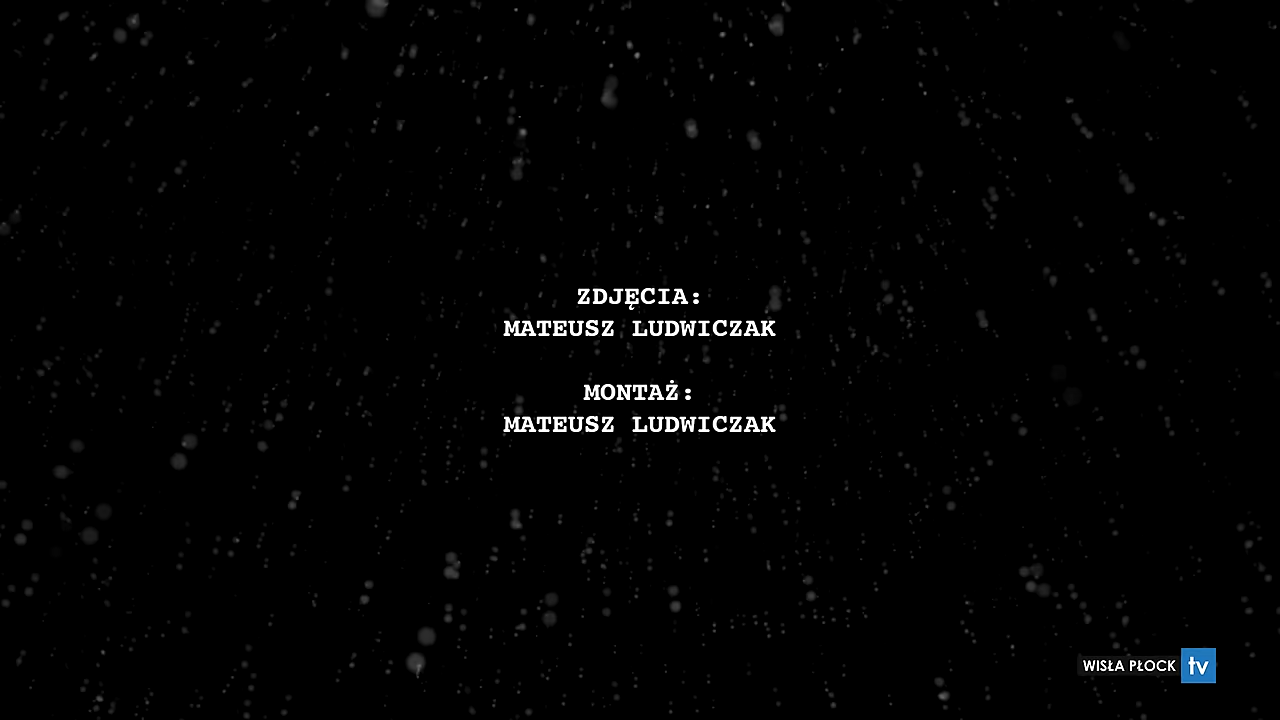 ZDJĘCIA:
MATEUSZ LUDWICZAK
MONTAŻ:
MATEUSZ LUDWICZAK
WISŁA PŁOCK tv